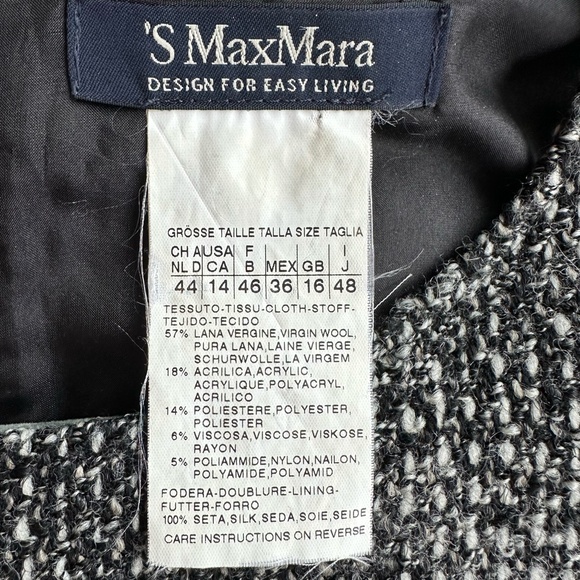 'S MaxMara
DESIGN FOR EASY LIVING
GRÖSSE TAILLE TALLA SIZE TAGLIA
CH A USA F I
NL D CA B MEX GB J
44 14 46 36 16 48
TESSUTO-TISSU-CLOTH-STOFF-
TEJIDO-TECIDO
57% LANA VERGINE,VIRGIN WOOL,
PURA LANA,LAINE VIERGE,
SCHURWOLLE,LA VIRGEM
18% ACRILICA,ACRYLIC,
ACRYLIQUE,POLYACRYL,
ACRILICO
14% POLIESTERE,POLYESTER,
POLIESTER
6% VISCOSA,VISCOSE,VISKOSE,
RAYON
5% POLIAMMIDE,NYLON,NAILON,
POLYAMIDE,POLYAMID
FODERA-DOUBLURE-LINING-
FUTTER-FORRO
100% SETA,SILK,SEDA,SOIE,SEIDE
CARE INSTRUCTIONS ON REVERSE